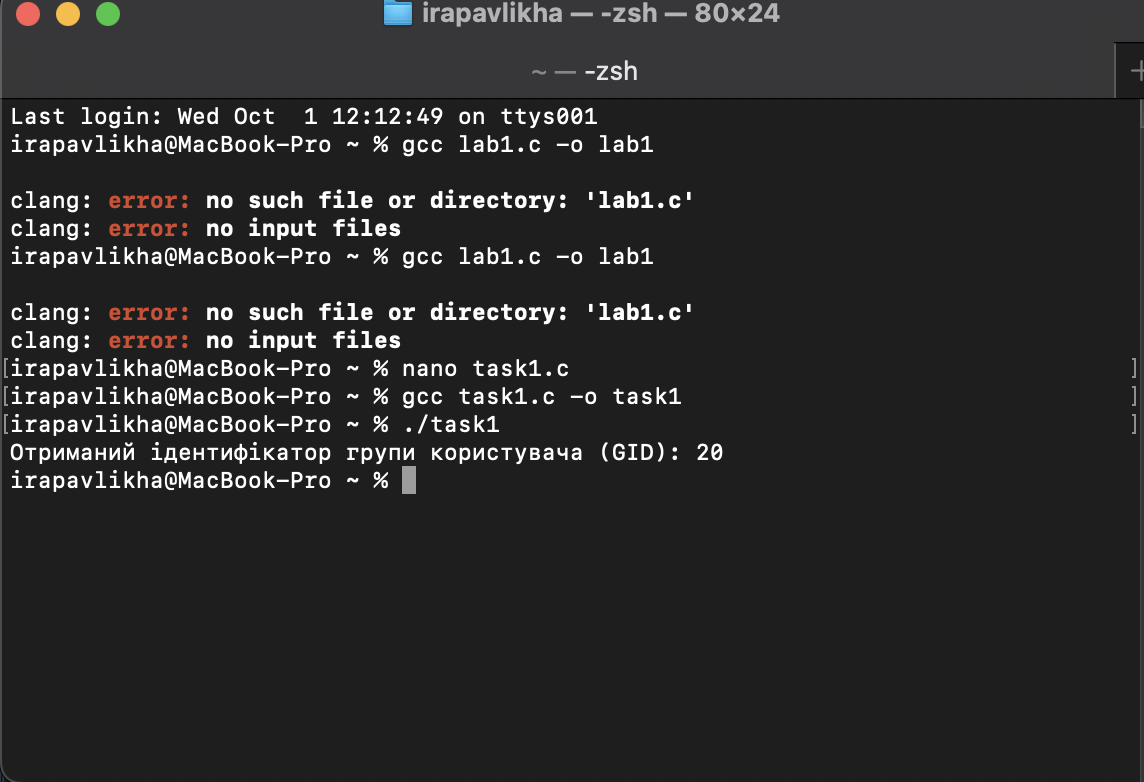 irapavlikha — -zsh — 80×24
~ — -zsh
Last login: Wed Oct  1 12:12:49 on ttys001
irapavlikha@MacBook-Pro ~ % gcc lab1.c -o lab1
clang: error: no such file or directory: 'lab1.c'
clang: error: no input files
irapavlikha@MacBook-Pro ~ % gcc lab1.c -o lab1
clang: error: no such file or directory: 'lab1.c'
clang: error: no input files
[irapavlikha@MacBook-Pro ~ % nano task1.c ]
[irapavlikha@MacBook-Pro ~ % gcc task1.c -o task1 ]
[irapavlikha@MacBook-Pro ~ % ./task1 ]
Отриманий ідентифікатор групи користувача (GID): 20
irapavlikha@MacBook-Pro ~ %